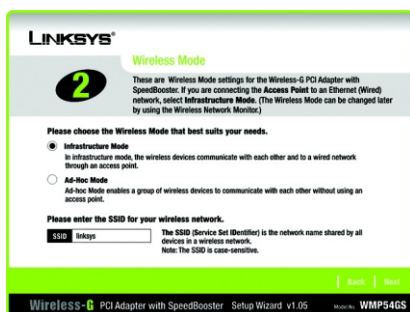 LINKSYS®
Wireless Mode
2
These are Wireless Mode settings for the Wireless-G PCI Adapter with
SpeedBooster. If you are connecting the Access Point to an Ethernet (Wired)
network, select Infrastructure Mode. (The Wireless Mode can be changed later
by using the Wireless Network Monitor.)
Please choose the Wireless Mode that best suits your needs.
Infrastructure Mode
In infrastructure mode, the wireless devices communicate with each other and to a wired network
through an access point.
Ad-Hoc Mode
Ad-hoc Mode enables a group of wireless devices to communicate with each other without using an
access point.
Please enter the SSID for your wireless network.
SSID linksys
The SSID (Service Set IDentifier) is the network name shared by all
devices in a wireless network.
Note: The SSID is case-sensitive.
Back Next
Wireless-G PCI Adapter with SpeedBooster Setup Wizard v1.05 Model No. WMP54GS